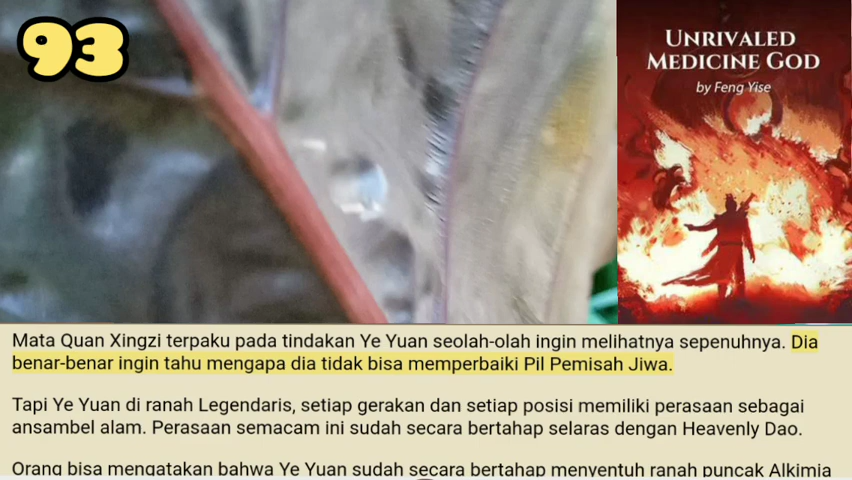 93
UNRIVALED
MEDICINE GOD
by Feng Yise
Mata Quan Xingzi terpaku pada tindakan Ye Yuan seolah-olah ingin melihatnya sepenuhnya. Dia
benar-benar ingin tahu mengapa dia tidak bisa memperbaiki Pil Pemisah Jiwa.
Tapi Ye Yuan di ranah Legendaris, setiap gerakan dan setiap posisi memiliki perasaan sebagai
ansambel alam. Perasaan semacam ini sudah secara bertahap selaras dengan Heavenly Dao.
Orang bisa mengatakan bahwa Ye Yuan sudah secara bertahap menyentuh ranah puncak Alkimia